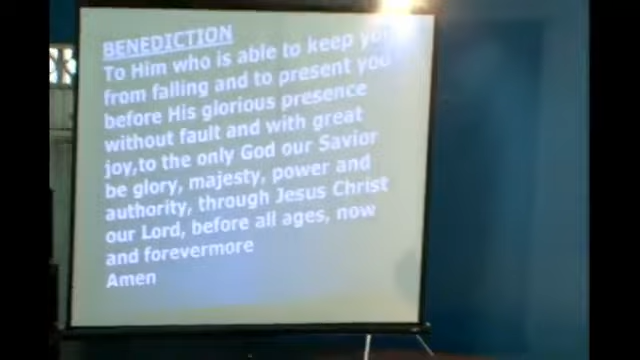 BENEDICTION
To Him who is able to keep you
from falling and to present you
before His glorious presence
without fault and with great
joy,to the only God our Savior
be glory, majesty, power and
authority, through Jesus Christ
our Lord, before all ages, now
and forevermore
Amen